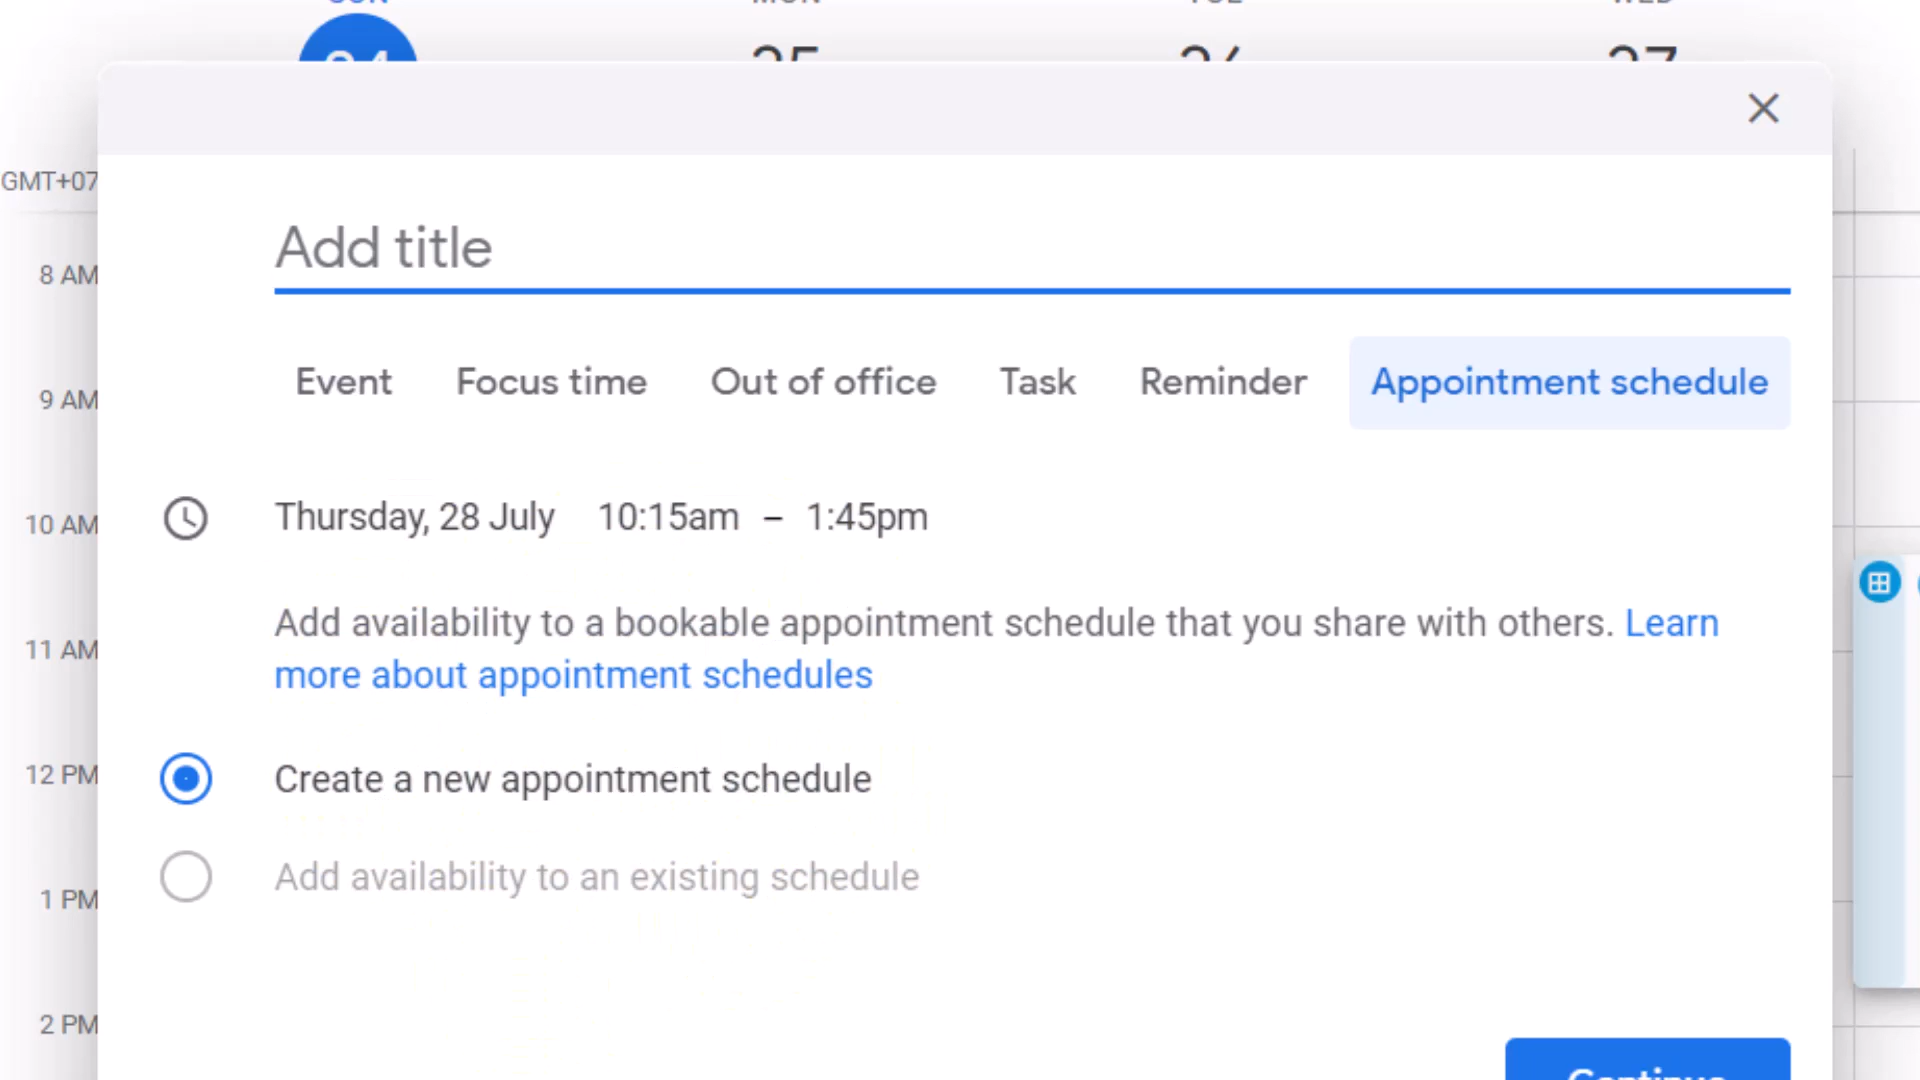 GMT+07
Add title
Event Focus time Out of office Task Reminder Appointment schedule
8 AM
9 AM
Thursday, 28 July 10:15am – 1:45pm
10 AM
Add availability to a bookable appointment schedule that you share with others. Learn
more about appointment schedules
11 AM
Create a new appointment schedule
12 PM
Add availability to an existing schedule
1 PM
2 PM
Continue